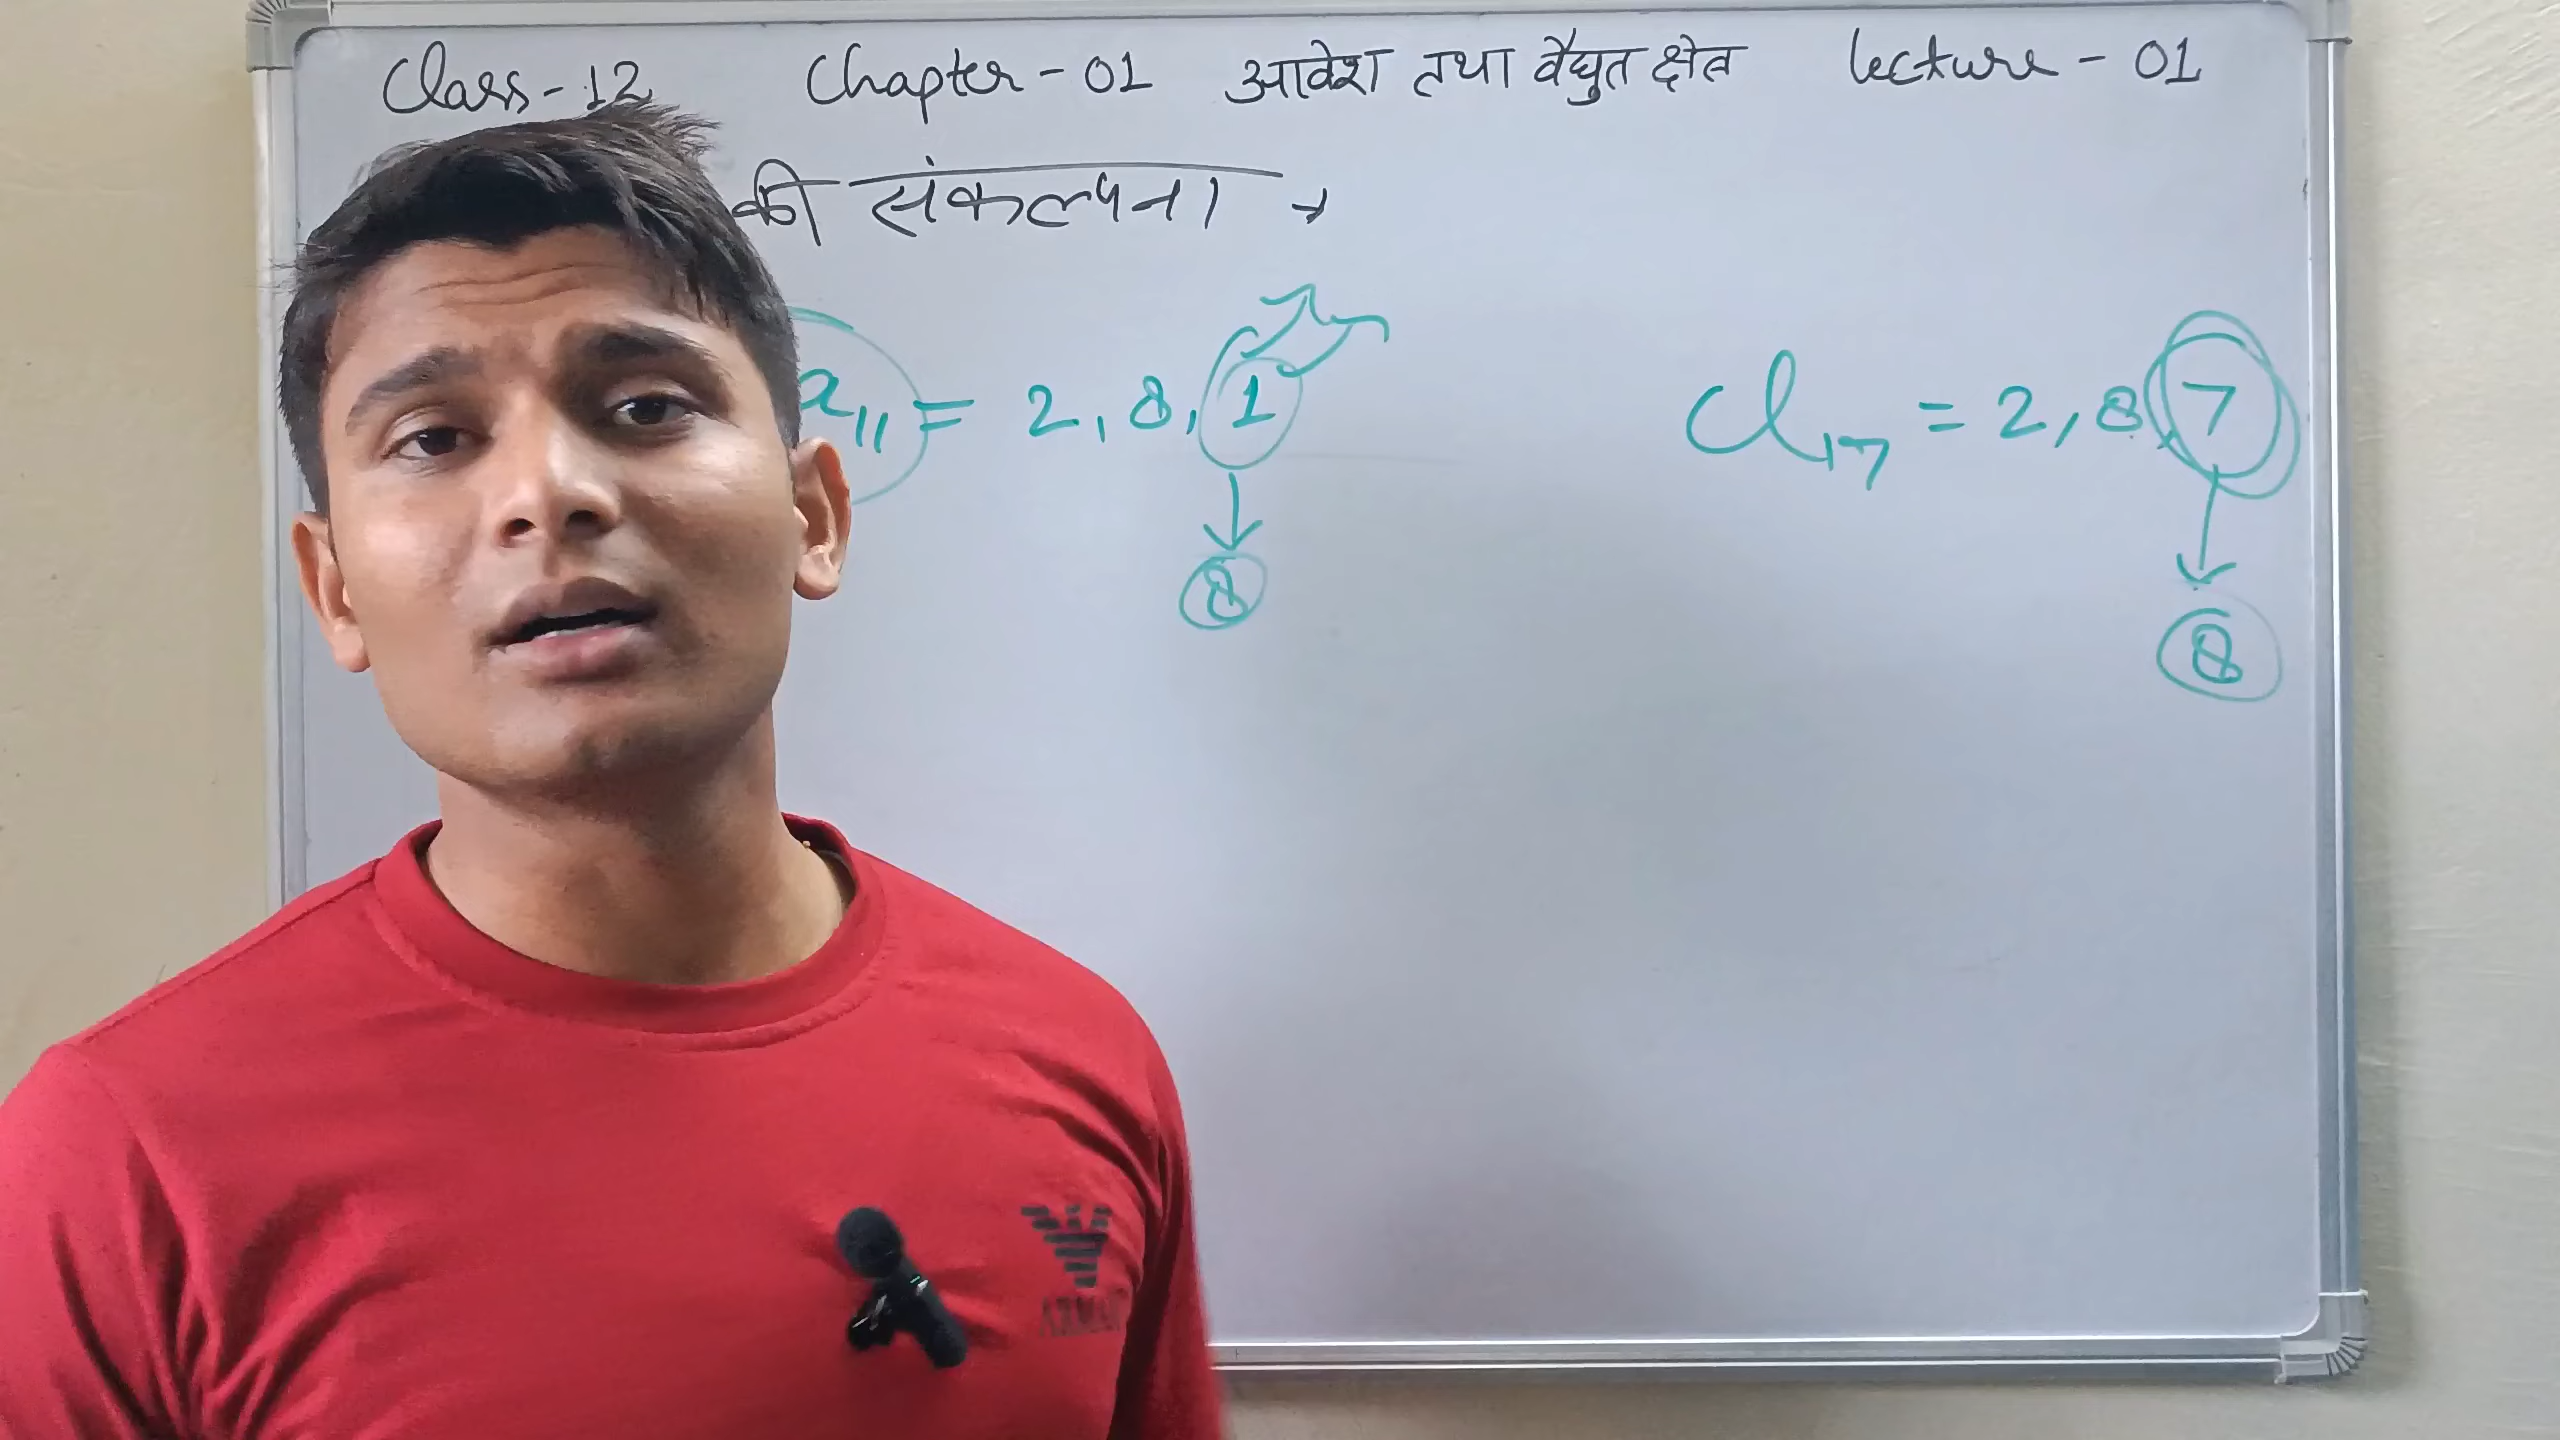 Class-12 Chapter-01 आवेश तथा वैद्युत क्षेत्र lecture-01
की संकल्पना →
a₁₁ = 2, 8, 1
8
Cl₁₇ = 2, 8, 7
8